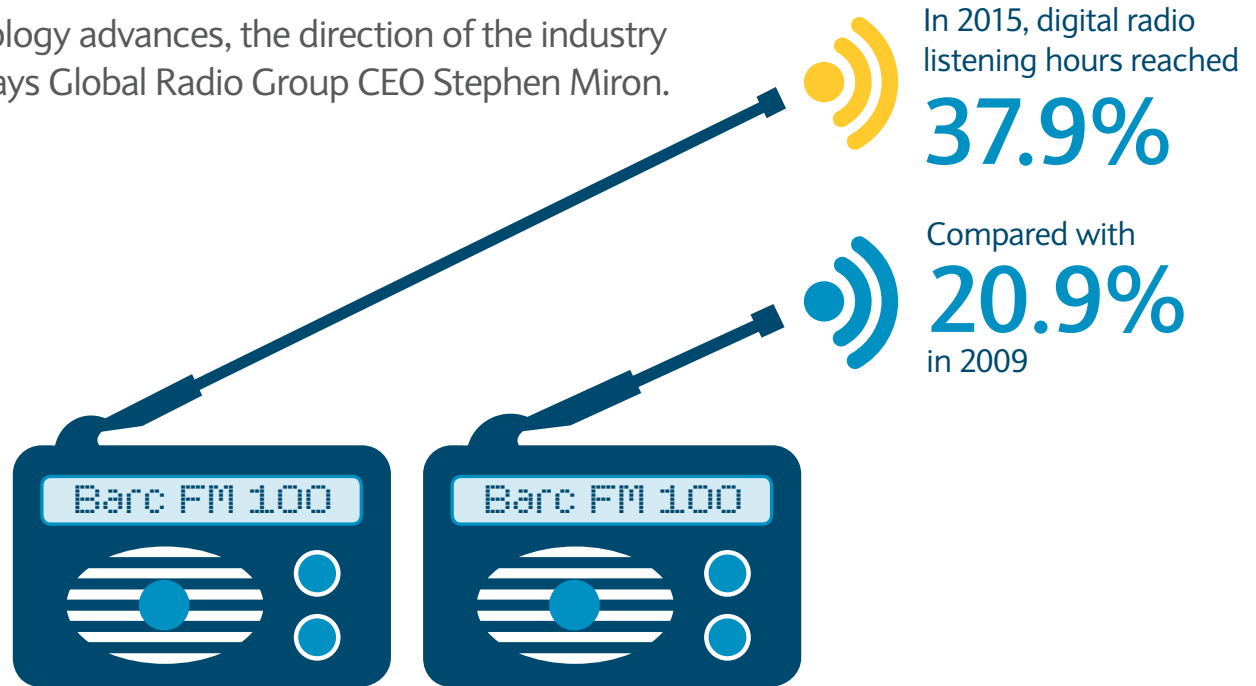 ology advances, the direction of the industry
ays Global Radio Group CEO Stephen Miron.
In 2015, digital radio
listening hours reached
37.9%
Compared with
20.9%
in 2009
Barc FM 100
Barc FM 100